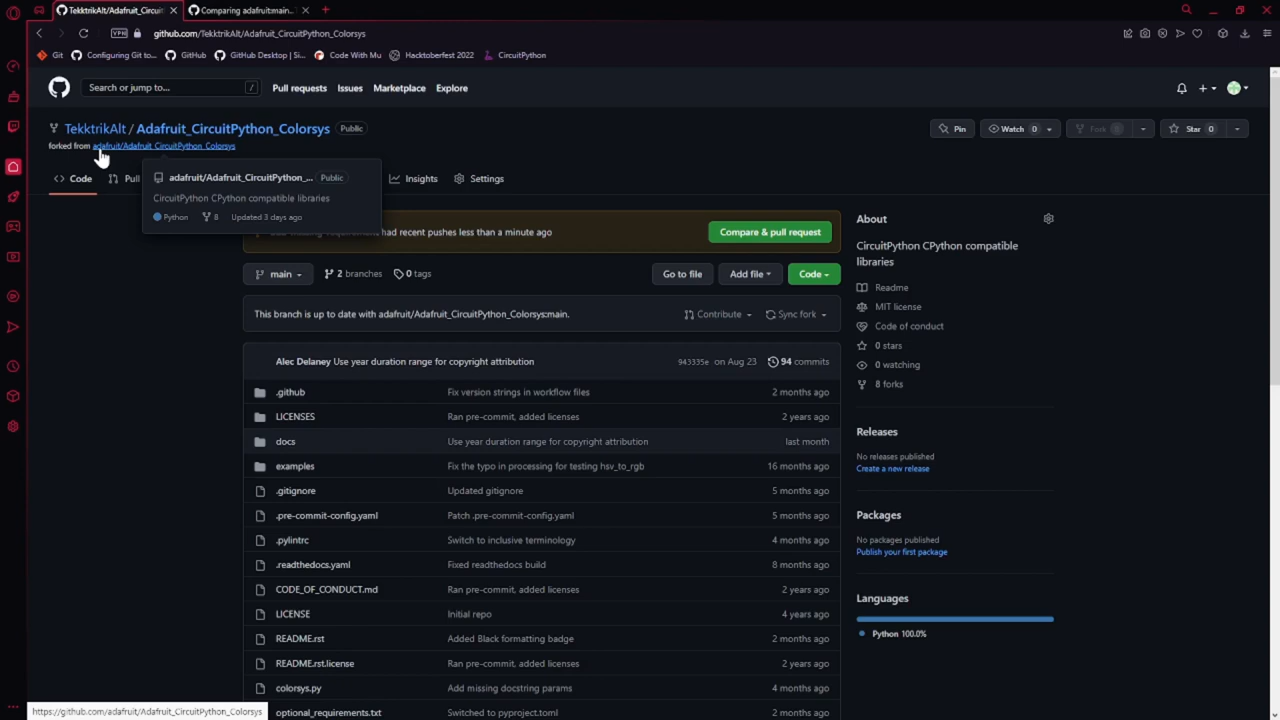 TekktrikAlt/Adafruit_Circuit
Comparing adafruit:main...
VPN
github.com/TekktrikAlt/Adafruit_CircuitPython_Colorsys
Git
Configuring Git to...
GitHub
GitHub Desktop | Si...
Code With Mu
Hacktoberfest 2022
CircuitPython
Search or jump to...
/
Pull requests
Issues
Marketplace
Explore
TekktrikAlt / Adafruit_CircuitPython_Colorsys
Public
Pin
Watch 0
Fork
Star 0
forked from adafruit/Adafruit_CircuitPython_Colorsys
Code
Pull
Insights
Settings
adafruit/Adafruit_CircuitPython_...
Public
CircuitPython CPython compatible libraries
Python
8
Updated 3 days ago
had recent pushes less than a minute ago
Compare & pull request
main
2 branches
0 tags
Go to file
Add file
Code
This branch is up to date with adafruit/Adafruit_CircuitPython_Colorsys:main.
Contribute
Sync fork
Alec Delaney Use year duration range for copyright attribution
943335e on Aug 23
94 commits
.github
Fix version strings in workflow files
2 months ago
LICENSES
Ran pre-commit, added licenses
2 years ago
docs
Use year duration range for copyright attribution
last month
examples
Fix the typo in processing for testing hsv_to_rgb
16 months ago
.gitignore
Updated gitignore
5 months ago
.pre-commit-config.yaml
Patch .pre-commit-config.yaml
5 months ago
.pylintrc
Switch to inclusive terminology
4 months ago
.readthedocs.yaml
Fixed readthedocs build
8 months ago
CODE_OF_CONDUCT.md
Ran pre-commit, added licenses
2 years ago
LICENSE
Initial repo
4 years ago
README.rst
Added Black formatting badge
2 months ago
README.rst.license
Ran pre-commit, added licenses
2 years ago
colorsys.py
Add missing docstring params
4 months ago
optional_requirements.txt
Switched to pyproject.toml
2 months ago
About
CircuitPython CPython compatible
libraries
Readme
MIT license
Code of conduct
0 stars
0 watching
8 forks
Releases
No releases published
Create a new release
Packages
No packages published
Publish your first package
Languages
Python 100.0%
https://github.com/adafruit/Adafruit_CircuitPython_Colorsys